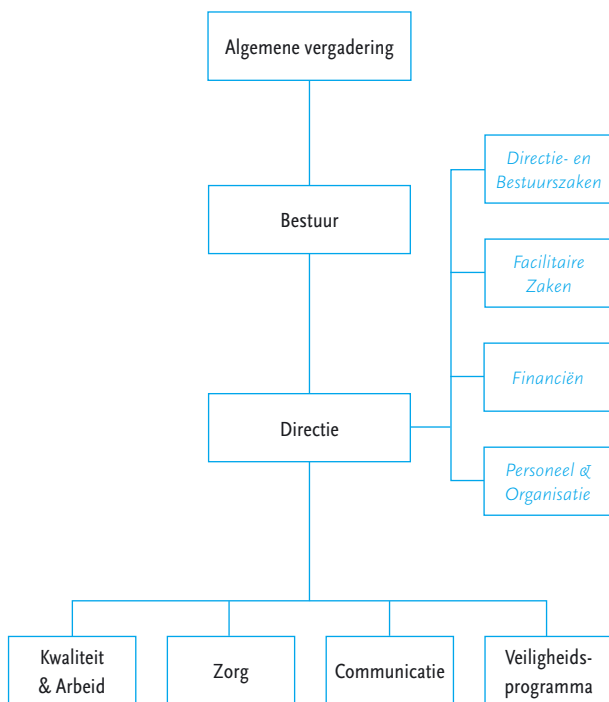 Algemene vergadering
Directie- en
Bestuurszaken
Bestuur
Facilitaire
Zaken
Financiën
Directie
Personeel &
Organisatie
Kwaliteit
& Arbeid
Zorg
Communicatie
Veiligheids-
programma